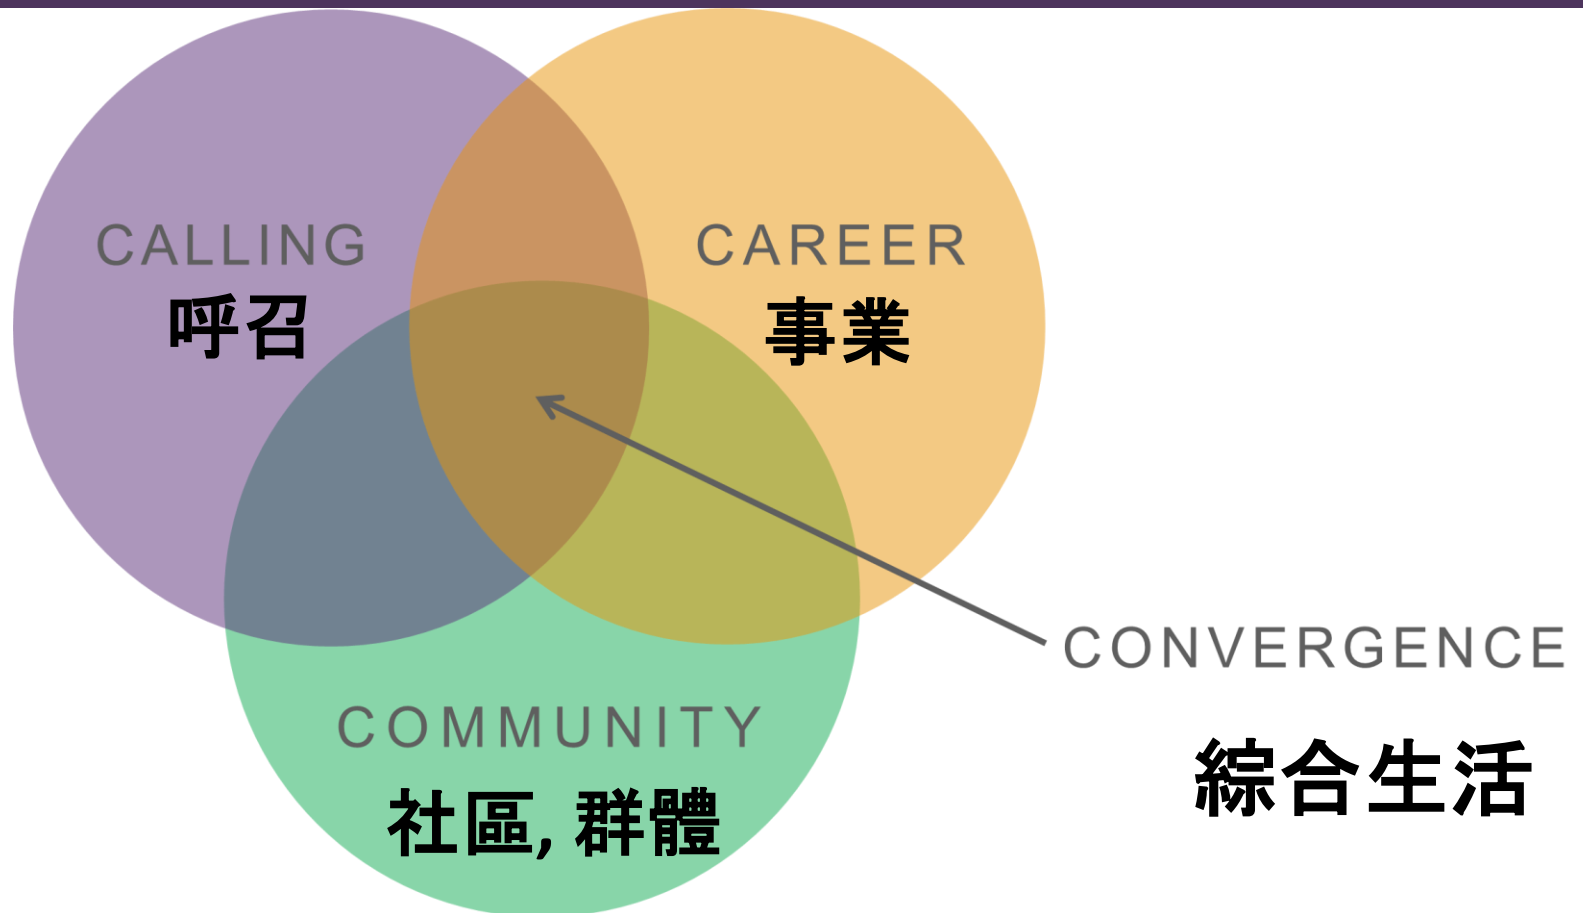 CALLING
呼召
CAREER
事業
CONVERGENCE
綜合生活
COMMUNITY
社區, 群體